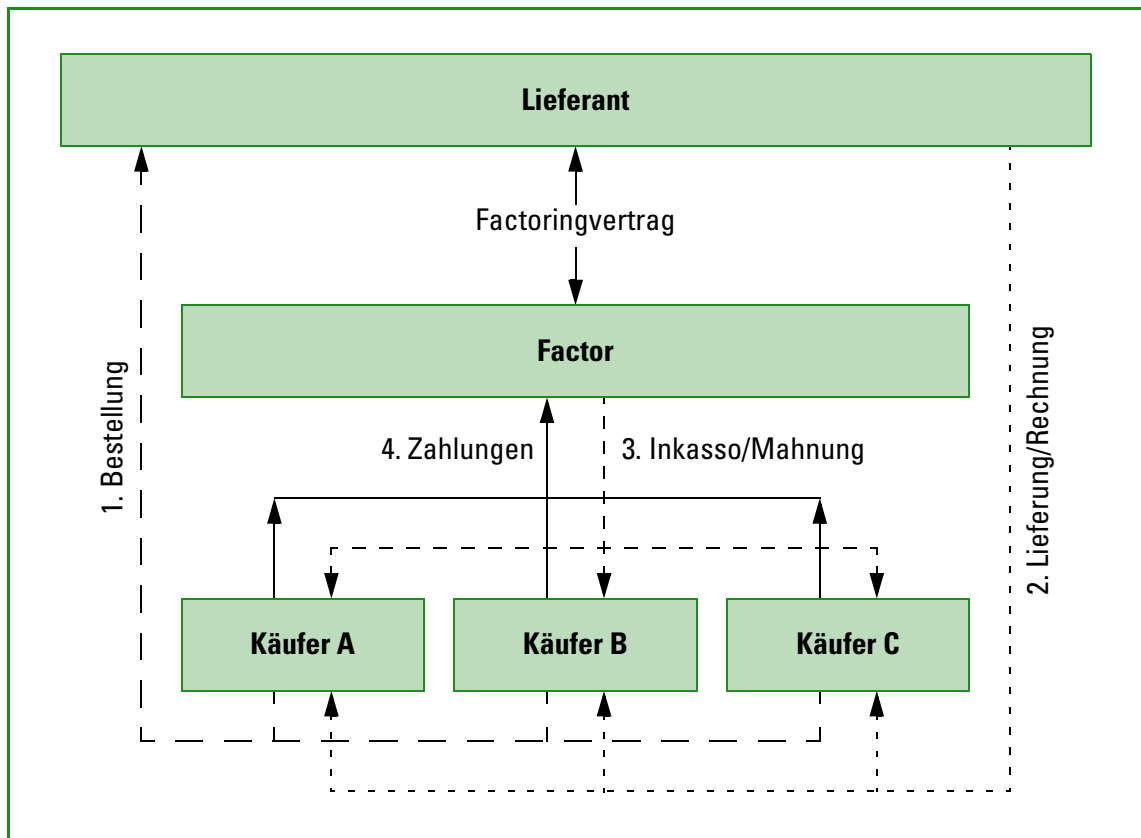 Lieferant
Factoringvertrag
Factor
1. Bestellung
2. Lieferung/Rechnung
4. Zahlungen
3. Inkasso/Mahnung
Käufer A
Käufer B
Käufer C